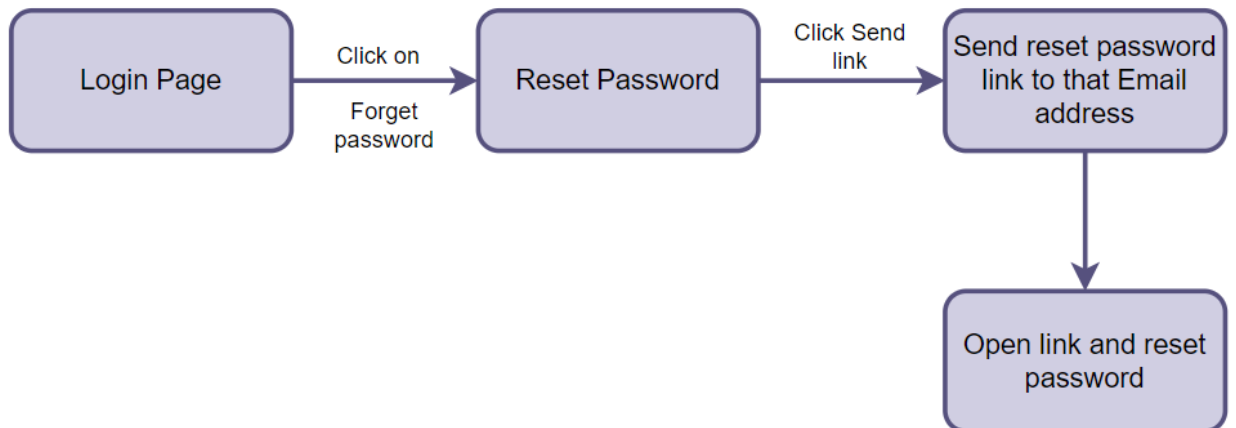 Login Page
Click on
Forget
password
Reset Password
Click Send
link
Send reset password
link to that Email
address
Open link and reset
password